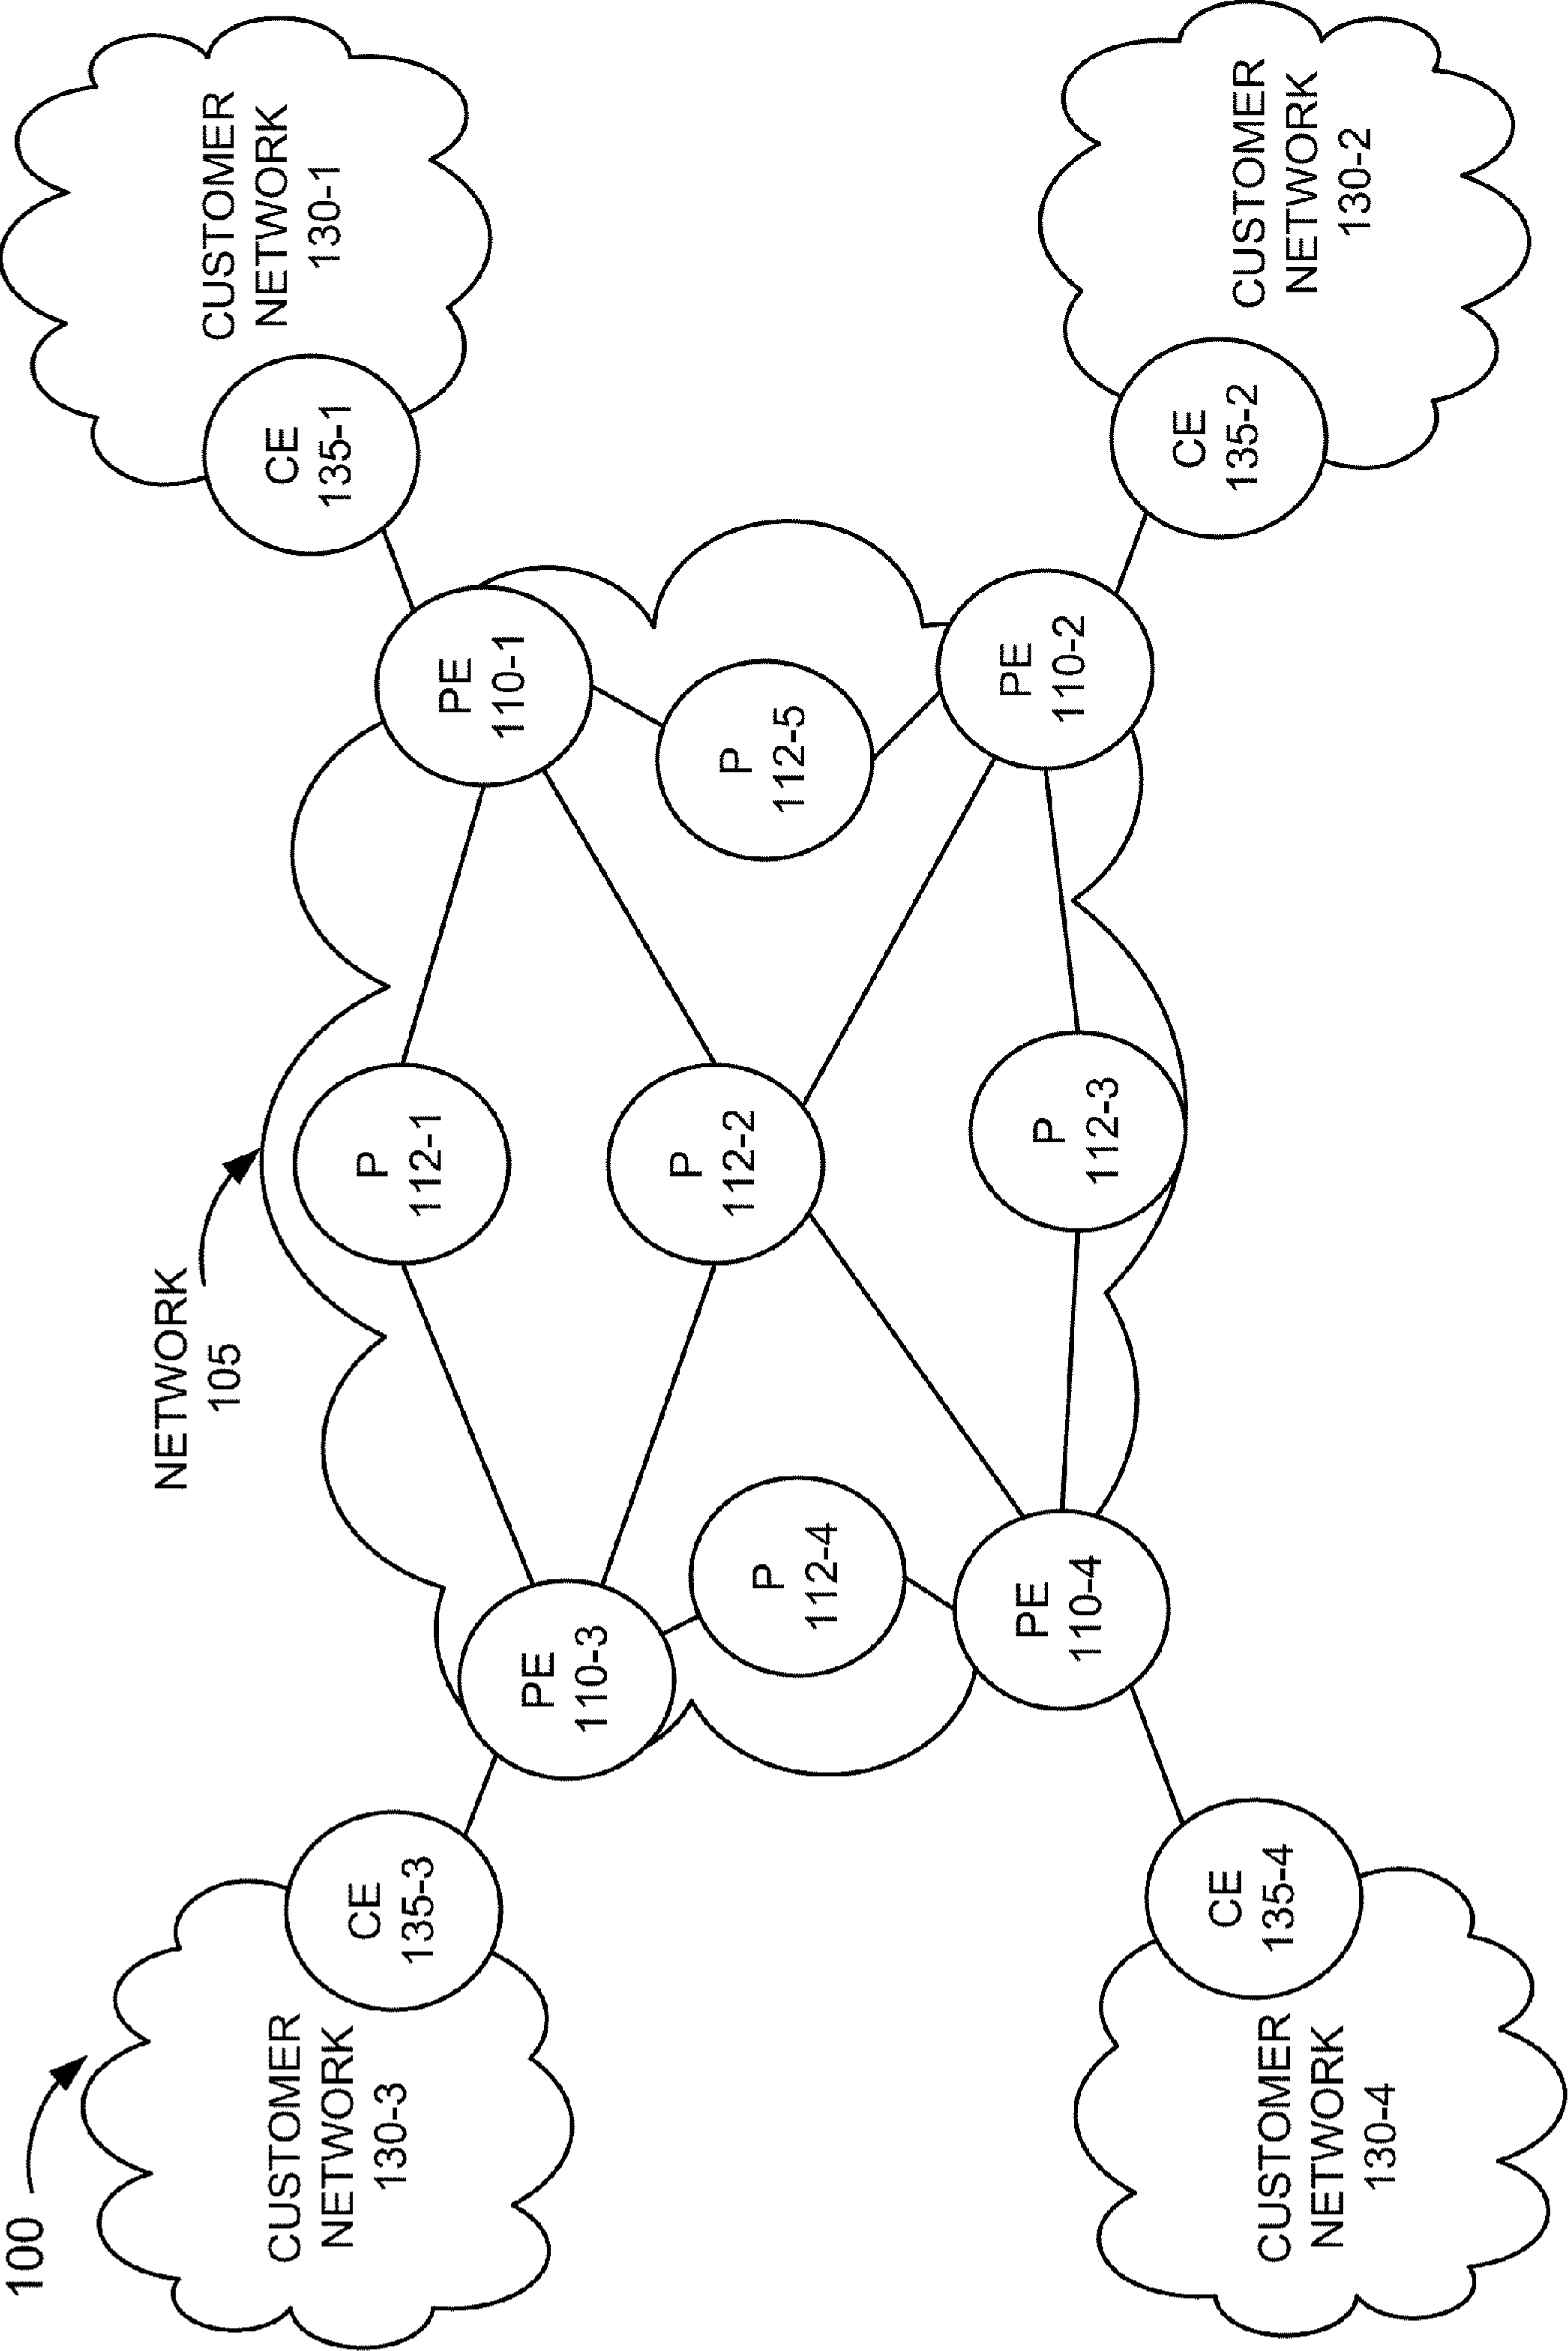 100
NETWORK
105
CUSTOMER
NETWORK
130-3
CE
135-3
PE
110-3
P
112-1
PE
110-1
CE
135-1
CUSTOMER
NETWORK
130-1
P
112-2
P
112-4
P
112-5
CUSTOMER
NETWORK
130-4
CE
135-4
PE
110-4
P
112-3
PE
110-2
CE
135-2
CUSTOMER
NETWORK
130-2